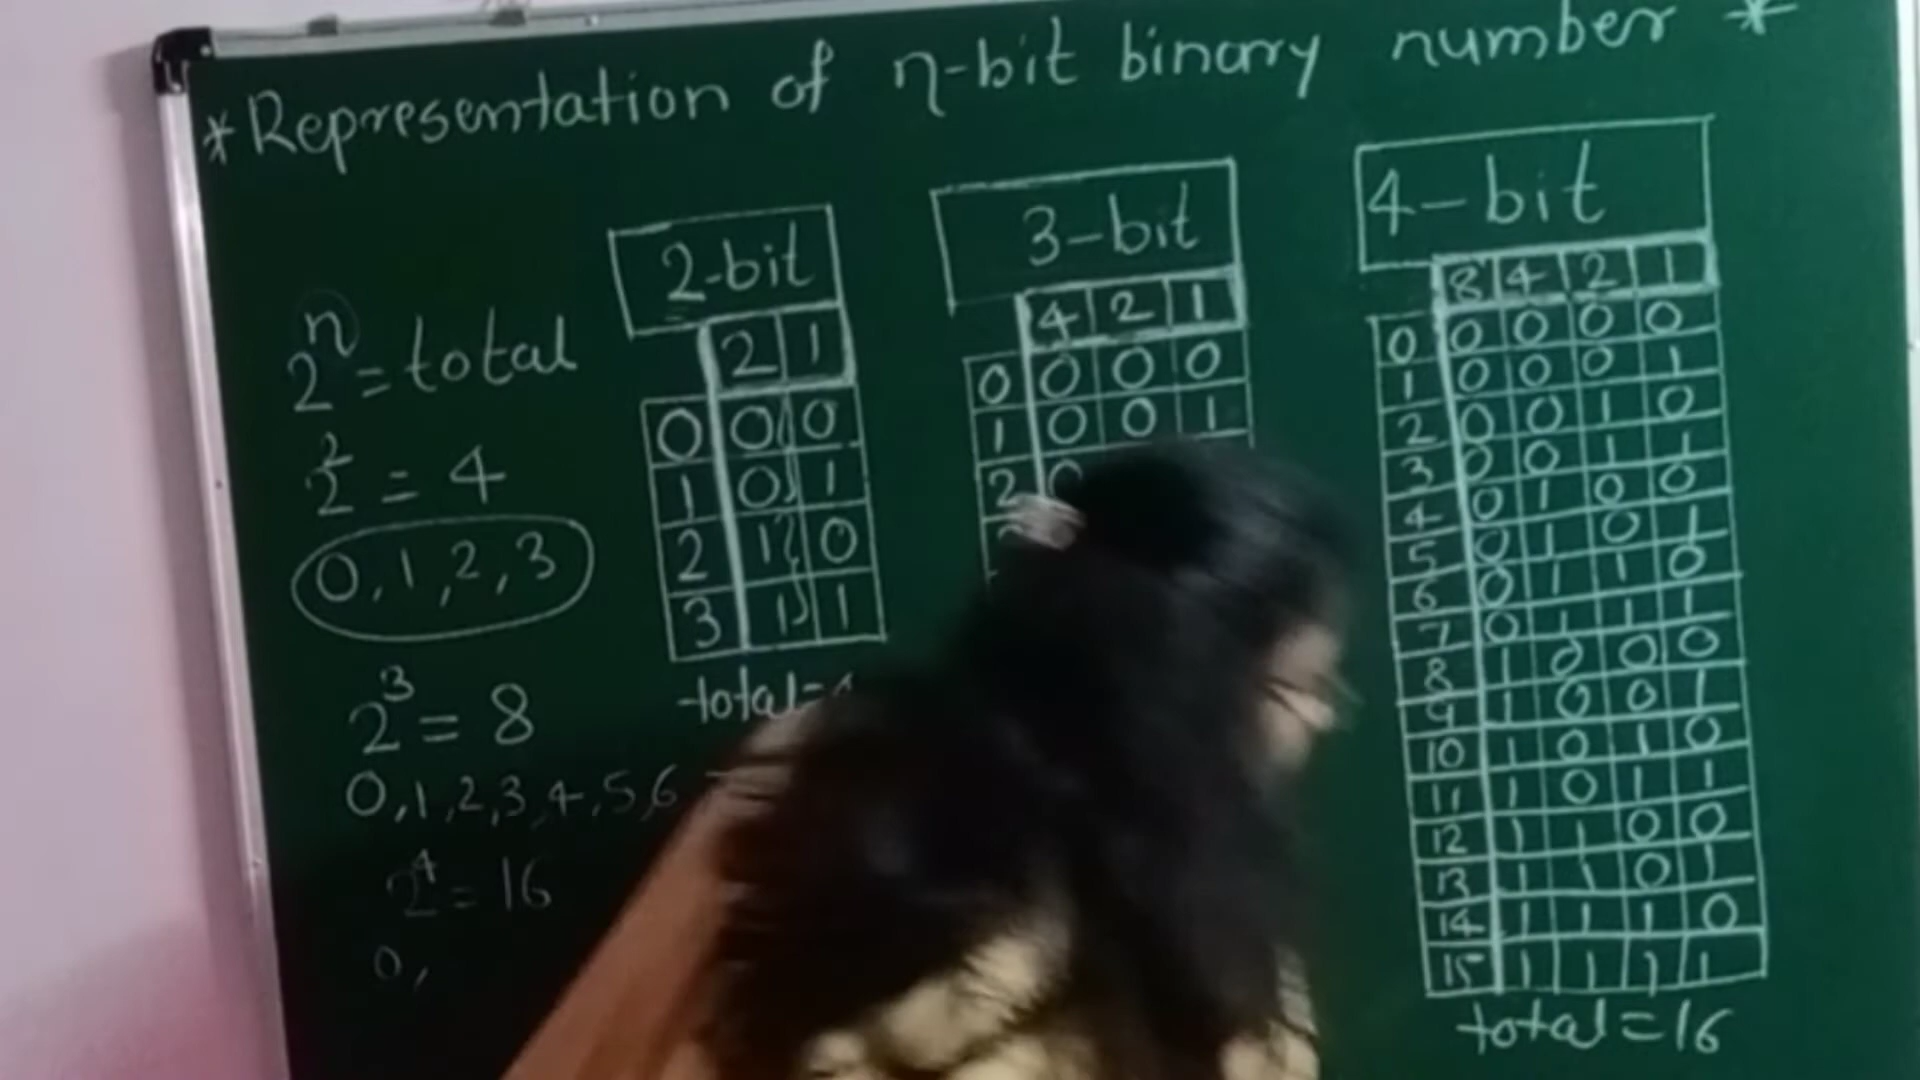 * Representation of n-bit binary number *
2^n = total
2^2 = 4
0, 1, 2, 3
2^3 = 8
0, 1, 2, 3, 4, 5, 6
2^4 = 16
0,
2-bit
2 1
0 0 0
1 0 1
2 1 0
3 1 1
total=
3-bit
4 2 1
0 0 0 0
1 0 0 1
2 0
4-bit
8 4 2 1
0 0 0 0 0
1 0 0 0 1
2 0 0 1 0
3 0 0 1 1
4 0 1 0 0
5 0 1 0 1
6 0 1 1 0
7 0 1 1 1
8 1 0 0 0
9 1 0 0 1
10 1 0 1 0
11 1 0 1 1
12 1 1 0 0
13 1 1 0 1
14 1 1 1 0
15 1 1 1 1
total=16